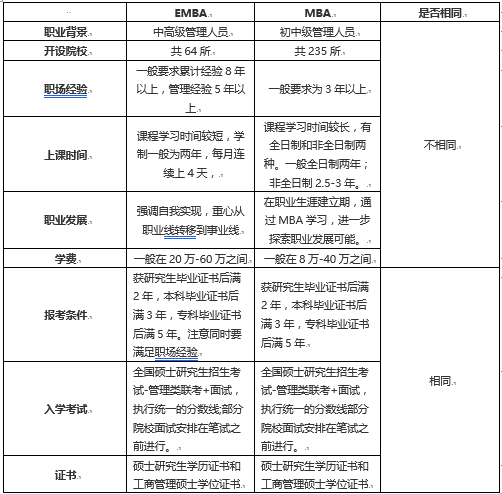 EMBA MBA 是否相同
职业背景 中高级管理人员. 初中级管理人员.
开设院校 共 64 所. 共 235 所.
职场经验 一般要求累计经验 8 年
以上，管理经验 5 年以
上. 一般要求为 3 年以上.
上课时间 课程学习时间较短，学
制一般为两年，每月连
续上 4 天，
课程学习时间较长，有
全日制和非全日制两
种。一般全日制两年；
非全日制 2.5-3 年。
不相同
职业发展 强调自我实现，重心从
职业线转移到事业线.
在职业生涯建立期，通
过 MBA 学习，进一步
探索职业发展可能。
学费 一般在 20 万-60 万之间 一般在 8 万-40 万之间
报考条件 获研究生毕业证书后满
2 年，本科毕业证书后
满 3 年，专科毕业证书
后满 5 年。注意同时要
满足职场经验
获研究生毕业证书后满
2 年，本科毕业证书后
满 3 年，专科毕业证书
后满 5 年.
相同
入学考试 全国硕士研究生招生考
试-管理类联考+面试，
执行统一的分数线;部分
院校面试安排在笔试之
前进行。
全国硕士研究生招生考
试-管理类联考+面试，
执行统一的分数线部分
院校面试安排在笔试之
前进行。
证书 硕士研究生学历证书和
工商管理硕士学位证书.
硕士研究生学历证书和
工商管理硕士学位证书.